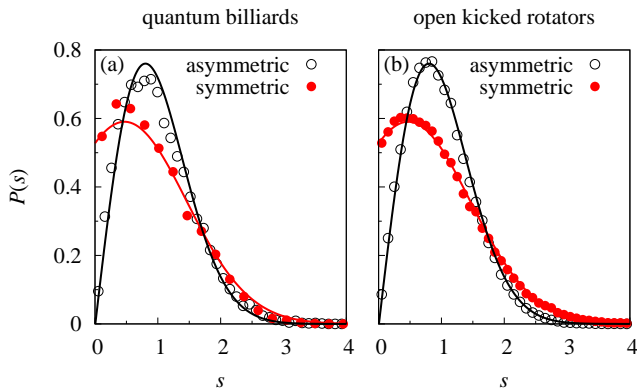 quantum billiards
open kicked rotators
(a)
asymmetric
symmetric
(b)
asymmetric
symmetric
P(s)
0.8
0.6
0.4
0.2
0
0 1 2 3 4
0 1 2 3 4
s
s